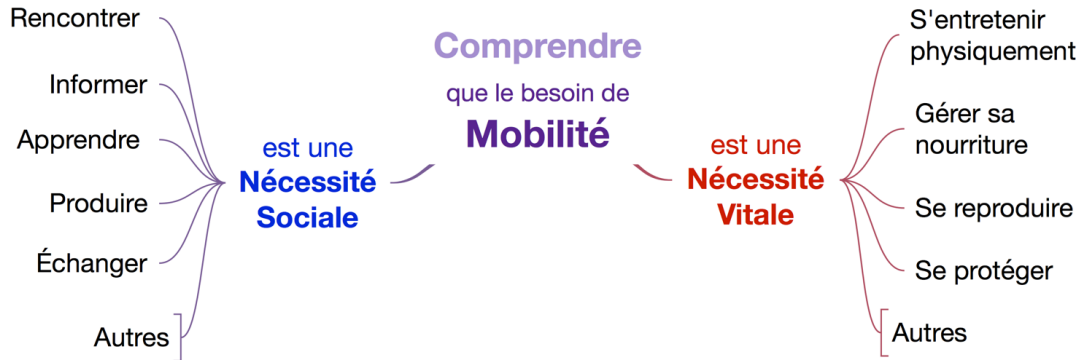 Comprendre
que le besoin de
Mobilité
est une
Nécessité
Sociale
Rencontrer
Informer
Apprendre
Produire
Échanger
Autres
est une
Nécessité
Vitale
S'entretenir
physiquement
Gérer sa
nourriture
Se reproduire
Se protéger
Autres